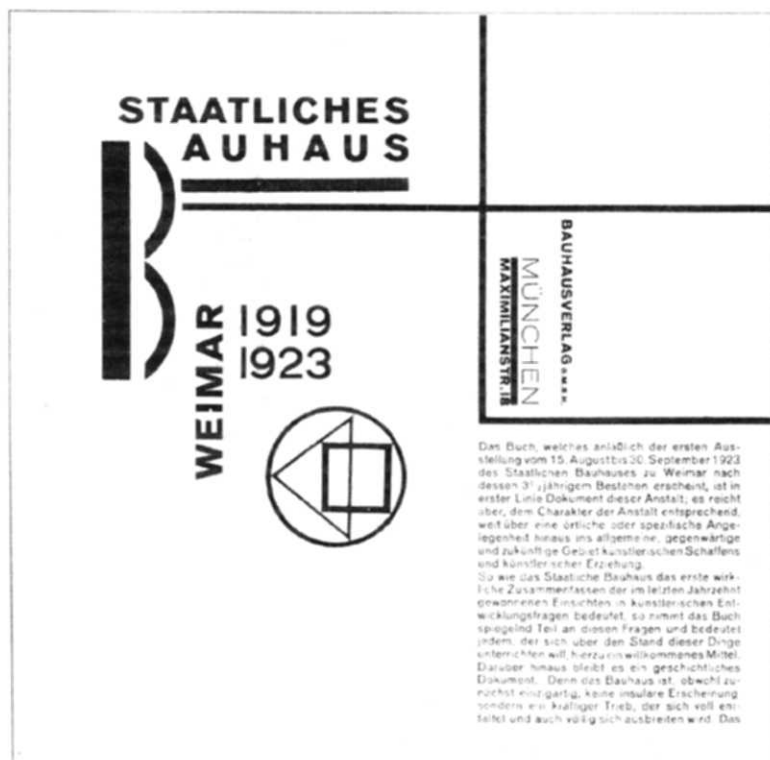 STAATLICHES
BAUHAUS
WEIMAR
1919
1923
BAUHAUSVERLAG G.M.B.H.
MÜNCHEN
MAXIMILIANSTR. 18
Das Buch, welches anläßlich der ersten Aus-
stellung vom 15. August bis 30. September 1923
des Staatlichen Bauhauses zu Weimar nach
dessen 3½ jährigem Bestehen erscheint, ist in
erster Linie Dokument dieser Anstalt; es reicht
aber, dem Charakter der Anstalt entsprechend,
weit über eine örtliche oder spezifische Ange-
legenheit hinaus ins allgemeine, gegenwärtige
und zukünftige Gebiet künstlerischen Schaffens
und künstlerischer Erziehung.
So wie das Staatliche Bauhaus das erste wirk-
liche Zusammenfassen der im letzten Jahrzehnt
gewonnenen Einsichten in künstlerischen Ent-
wicklungsfragen bedeutet, so nimmt das Buch
spiegelnd Teil an diesen Fragen und bedeutet
jedem, der sich über den Stand dieser Dinge
unterrichten will, hierzu ein willkommenes Mittel.
Darüber hinaus bleibt es ein geschichtliches
Dokument. Denn das Bauhaus ist, obwohl zu-
nächst einzigartig, keine insulare Erscheinung
sondern ein kräftiger Trieb, der sich voll ent-
faltet und auch völlig sich ausbreiten wird. Das